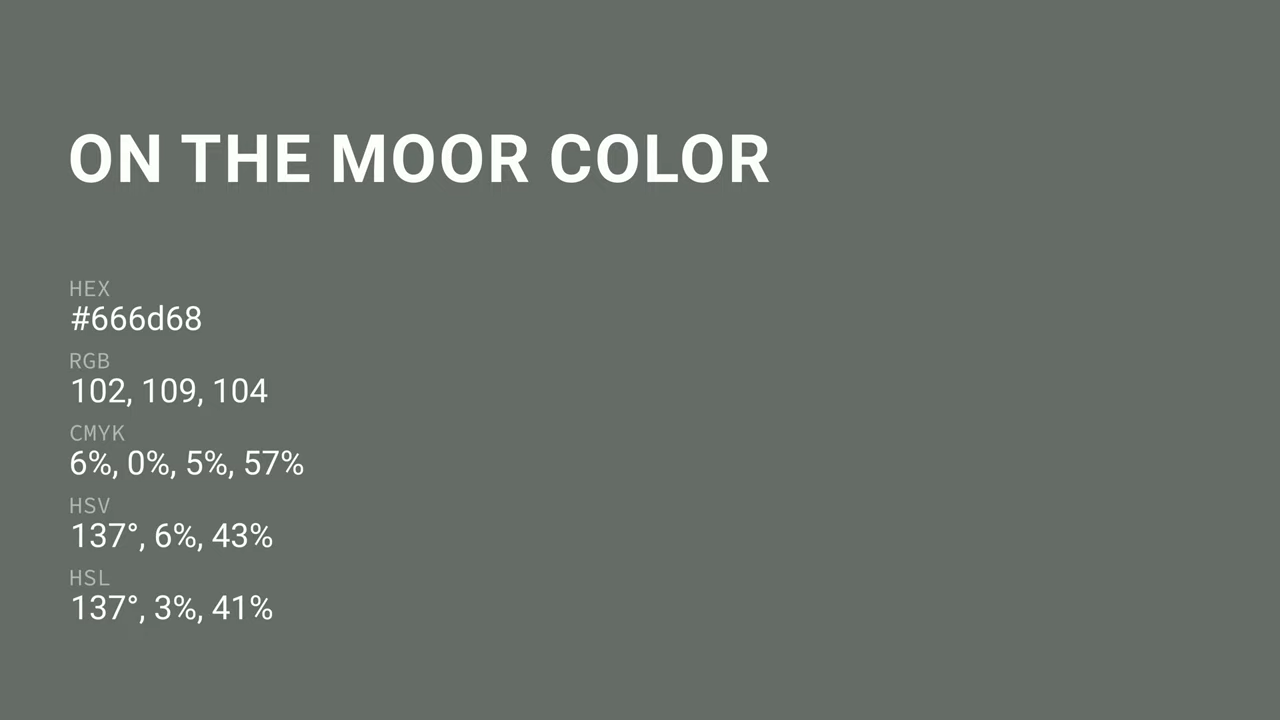 ON THE MOOR COLOR
HEX
#666d68
RGB
102, 109, 104
CMYK
6%, 0%, 5%, 57%
HSV
137°, 6%, 43%
HSL
137°, 3%, 41%